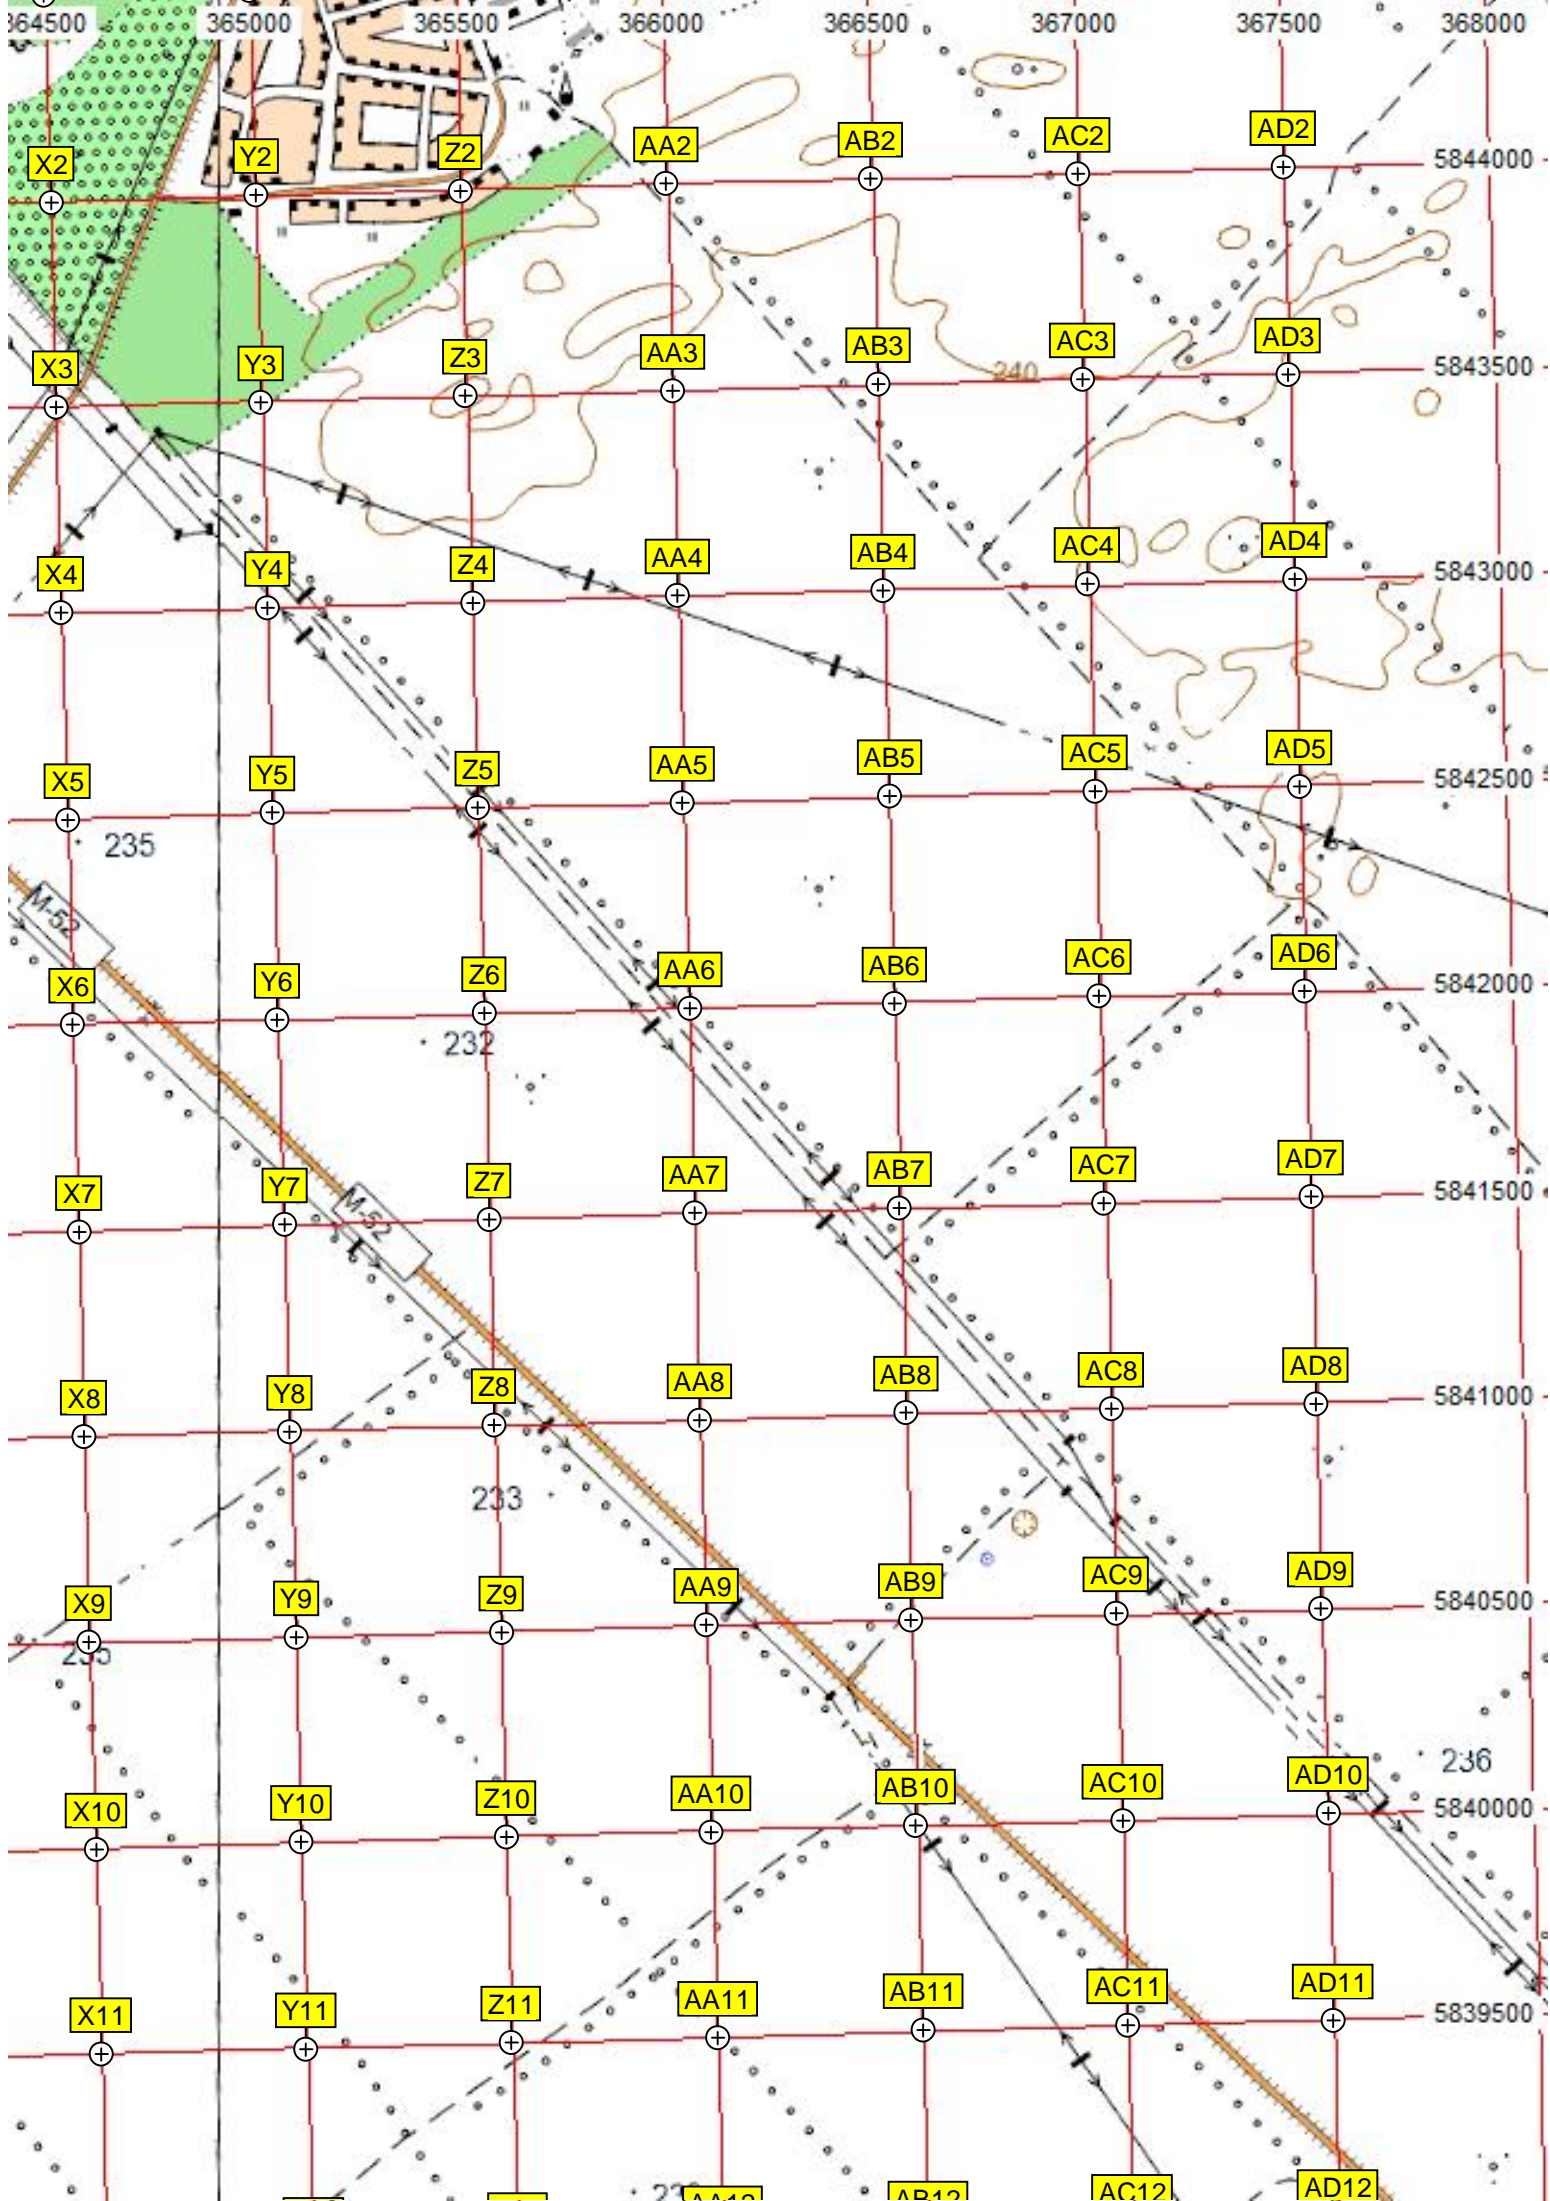 364500 365000 365500 366000 366500 367000 367500 368000
X2 Y2 Z2 AA2 AB2 AC2 AD2 5844000
X3 Y3 Z3 AA3 AB3 240 AC3 AD3 5843500
X4 Y4 Z4 AA4 AB4 AC4 AD4 5843000
X5 Y5 Z5 AA5 AB5 AC5 AD5 5842500
235
M-52
X6 Y6 Z6 AA6 AB6 AC6 AD6 5842000
232
X7 Y7 Z7 AA7 AB7 AC7 AD7 5841500
M-52
X8 Y8 Z8 AA8 AB8 AC8 AD8 5841000
233
X9 Y9 Z9 AA9 AB9 AC9 AD9 5840500
236
X10 Y10 Z10 AA10 AB10 AC10 AD10 5840000
X11 Y11 Z11 AA11 AB11 AC11 AD11 5839500
AA12 AB12 AC12 AD12